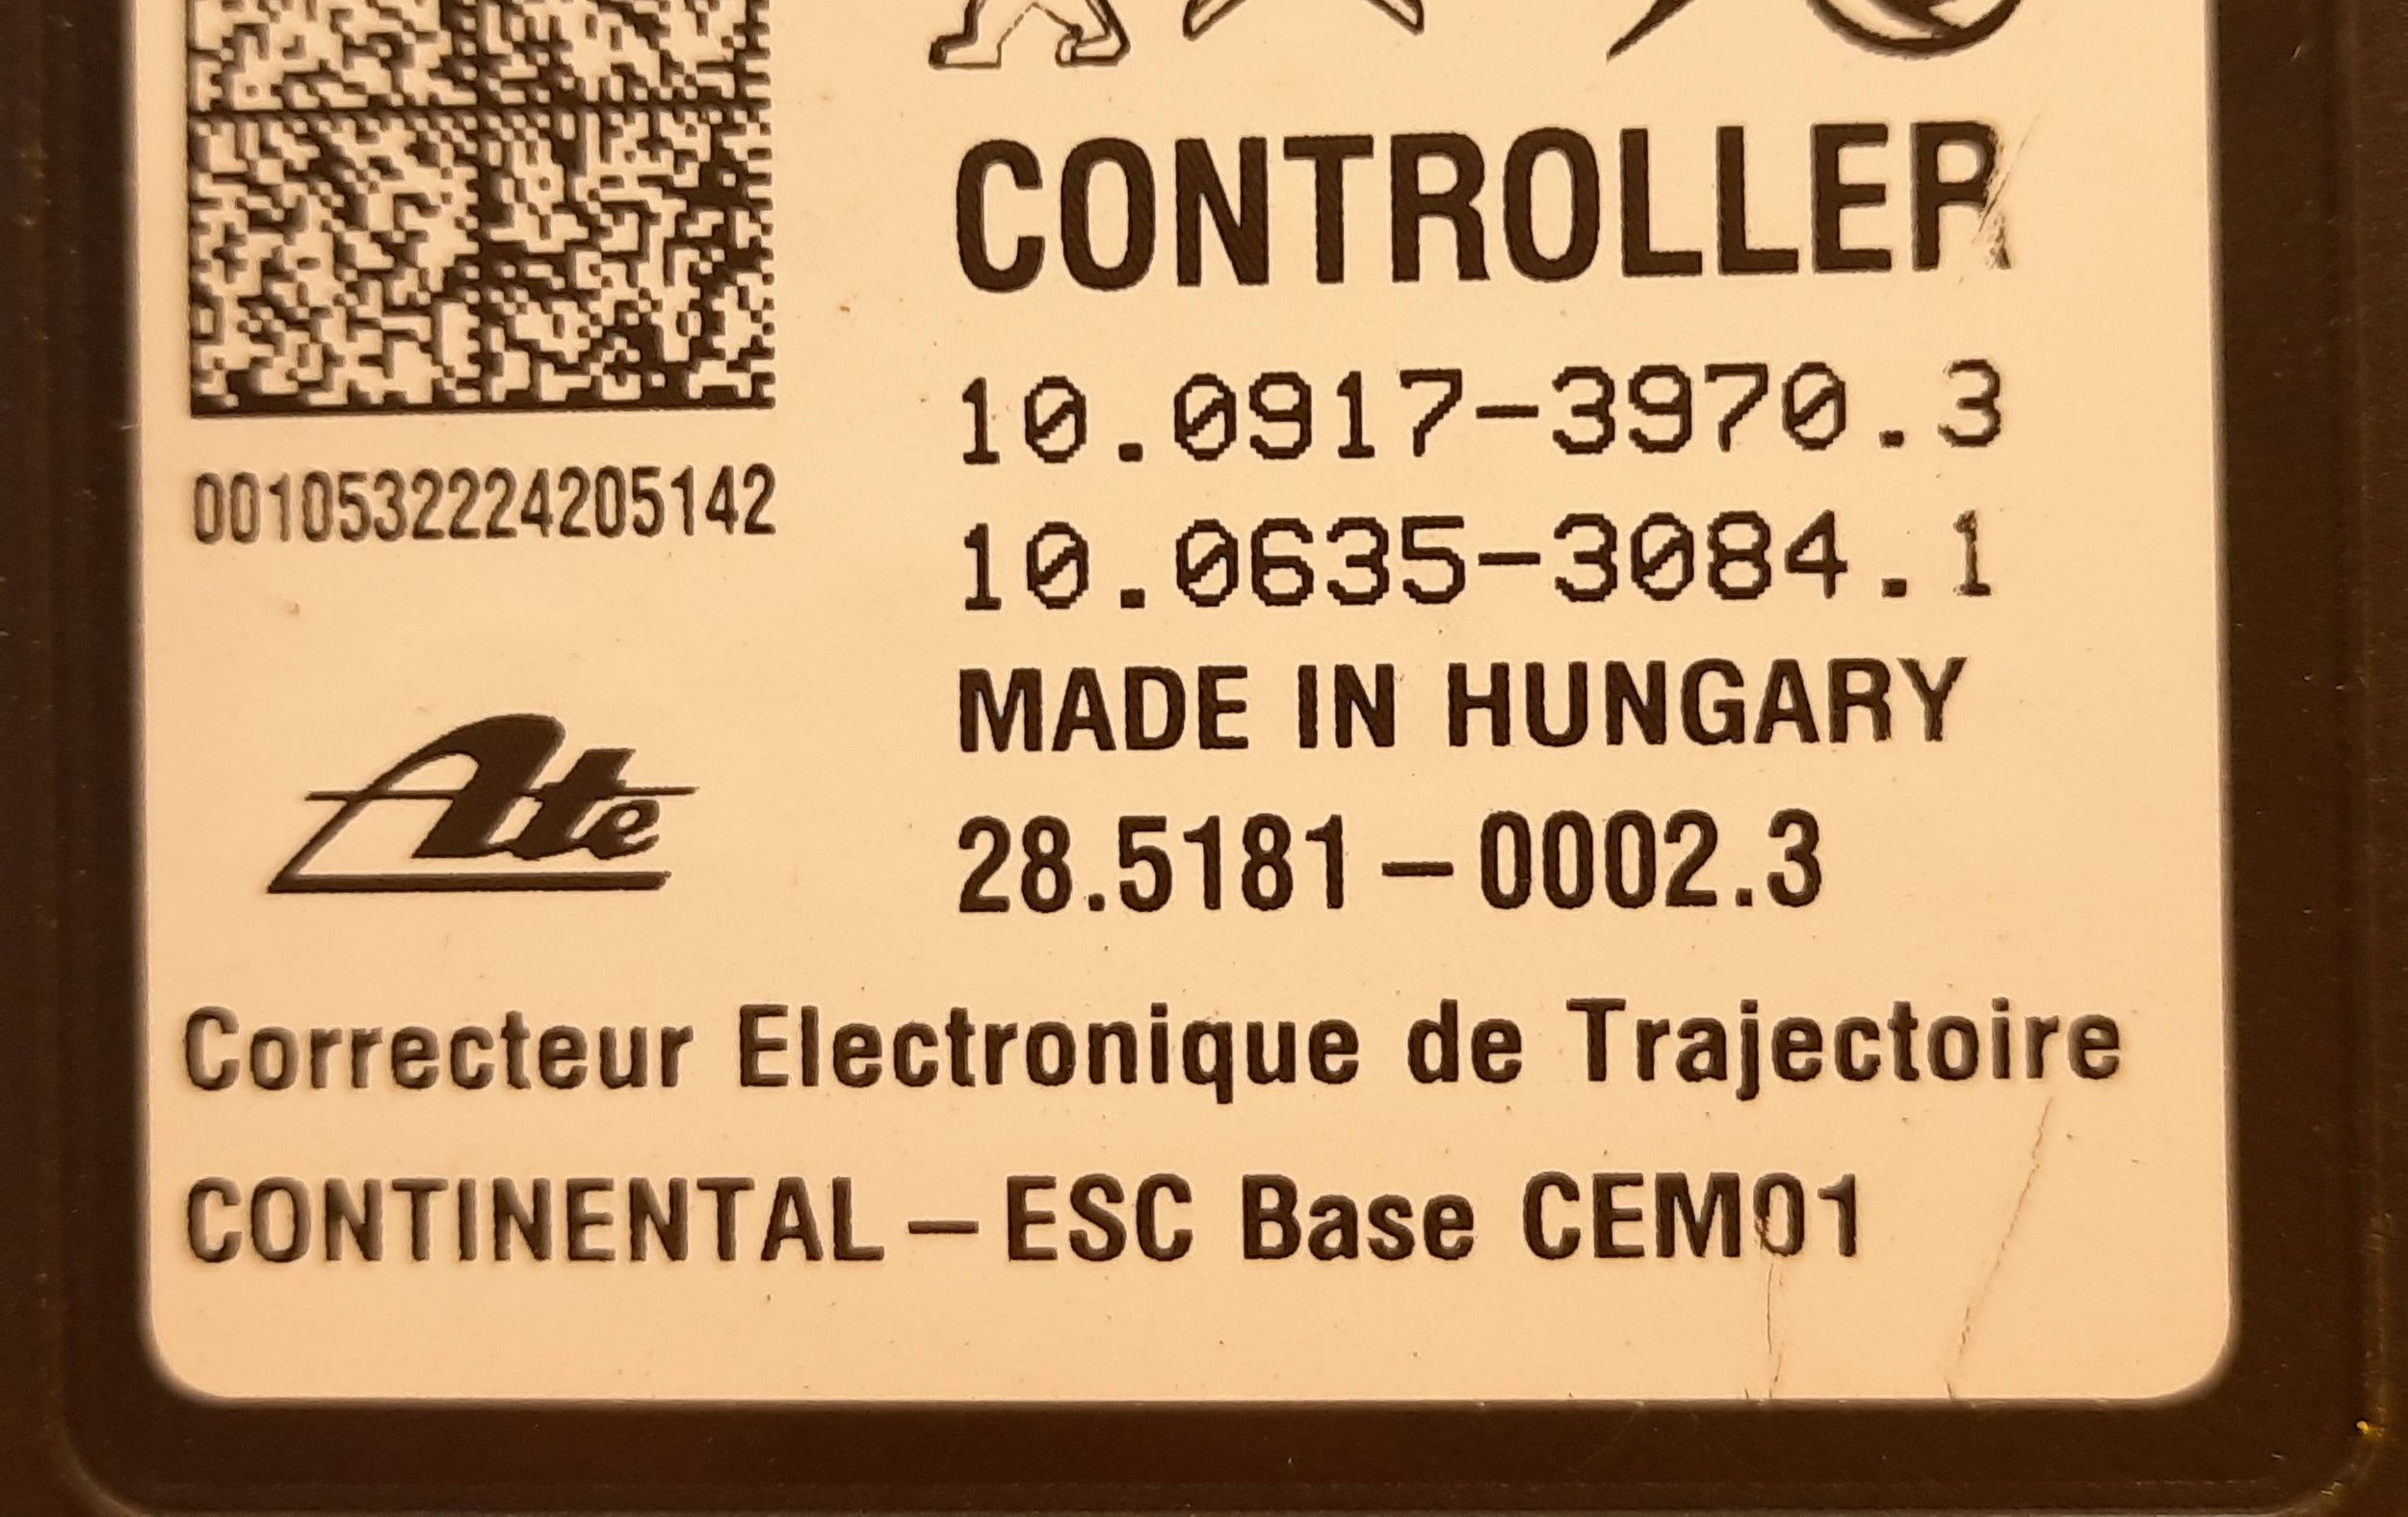 CONTROLLER
10.0917-3970.3
10.0635-3084.1
MADE IN HUNGARY
28.5181-0002.3
0010532224205142
Ate
Correcteur Electronique de Trajectoire
CONTINENTAL - ESC Base CEM01